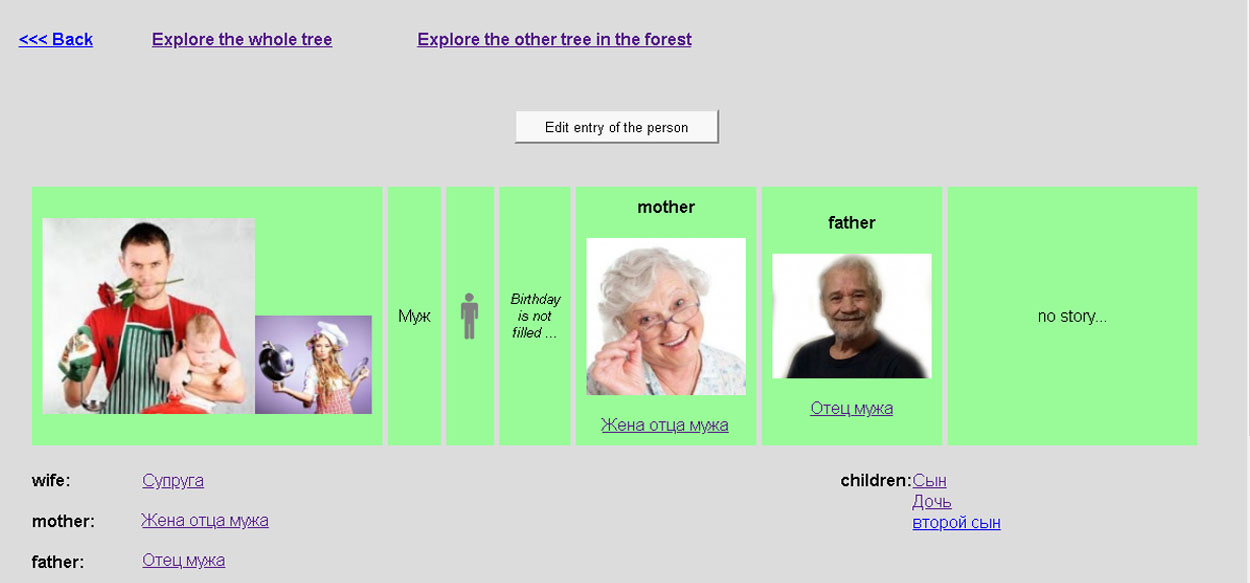 <<< Back Explore the whole tree Explore the other tree in the forest
Edit entry of the person
Муж
Birthday
is not
filled ...
mother
Жена отца мужа
father
Отец мужа
no story...
wife: Супруга
mother: Жена отца мужа
father: Отец мужа
children: Сын
Дочь
второй сын